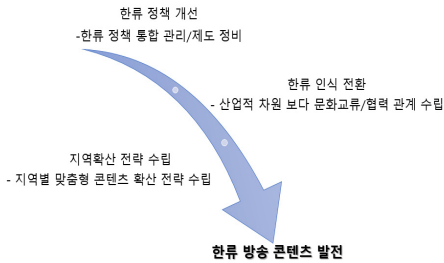 한류 정책 개선
-한류 정책 통합 관리/제도 정비
한류 인식 전환
- 산업적 차원 보다 문화교류/협력 관계 수립
지역확산 전략 수립
- 지역별 맞춤형 콘텐츠 확산 전략 수립
한류 방송 콘텐츠 발전